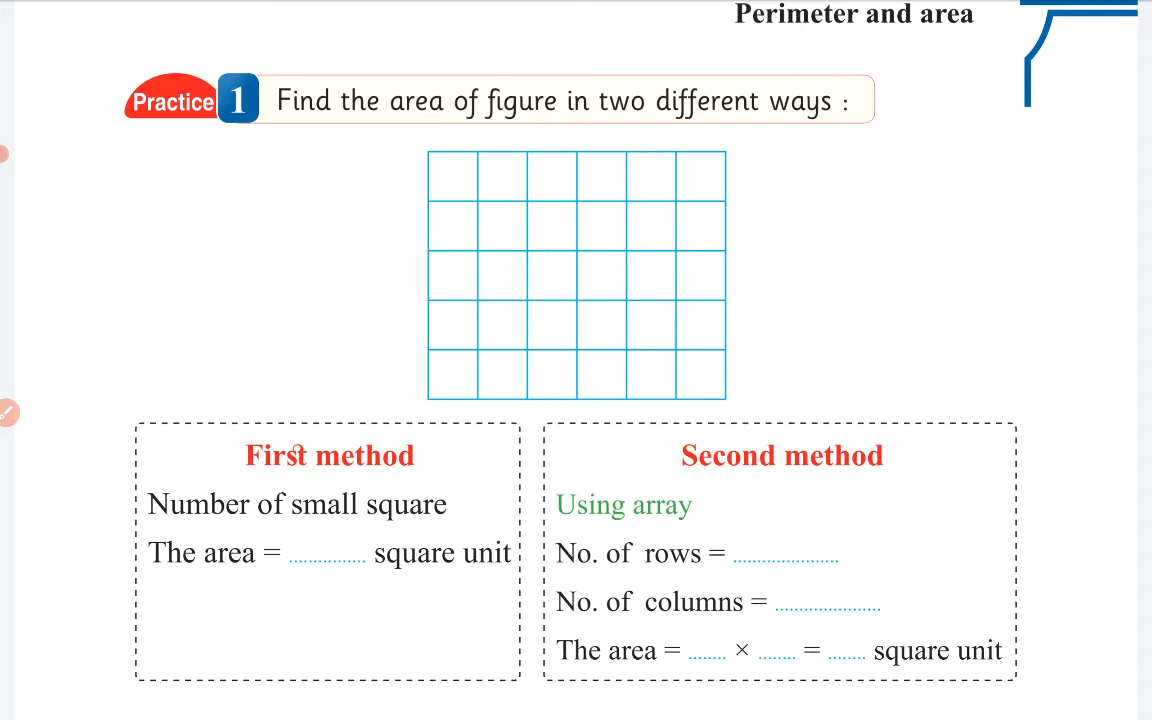 Perimeter and area
Practice 1 Find the area of figure in two different ways :
First method
Number of small square
The area = ............... square unit
Second method
Using array
No. of rows = ......................
No. of columns = ......................
The area = ........ × ........ = ........ square unit